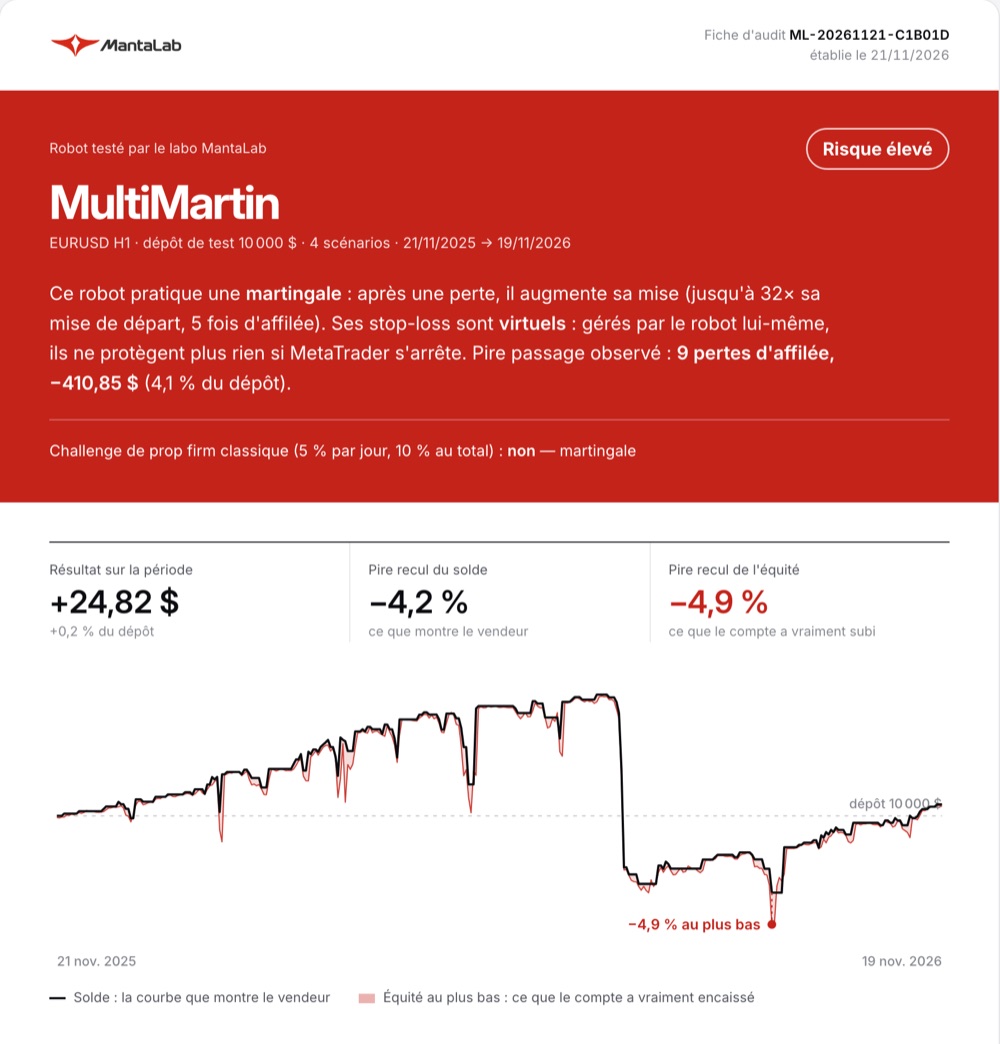 MantaLab
Fiche d'audit ML-20261121-C1B01D
établie le 21/11/2026
Robot testé par le labo MantaLab
Risque élevé
MultiMartin
EURUSD H1 · dépôt de test 10 000 $ · 4 scénarios · 21/11/2025 → 19/11/2026
Ce robot pratique une martingale : après une perte, il augmente sa mise (jusqu'à 32× sa
mise de départ, 5 fois d'affilée). Ses stop-loss sont virtuels : gérés par le robot lui-même,
ils ne protègent plus rien si MetaTrader s'arrête. Pire passage observé : 9 pertes d'affilée,
−410,85 $ (4,1 % du dépôt).
Challenge de prop firm classique (5 % par jour, 10 % au total) : non — martingale
Résultat sur la période
+24,82 $
+0,2 % du dépôt
Pire recul du solde
−4,2 %
ce que montre le vendeur
Pire recul de l'équité
−4,9 %
ce que le compte a vraiment subi
dépôt 10 000 $
−4,9 % au plus bas
21 nov. 2025
19 nov. 2026
Solde : la courbe que montre le vendeur
Équité au plus bas : ce que le compte a vraiment encaissé